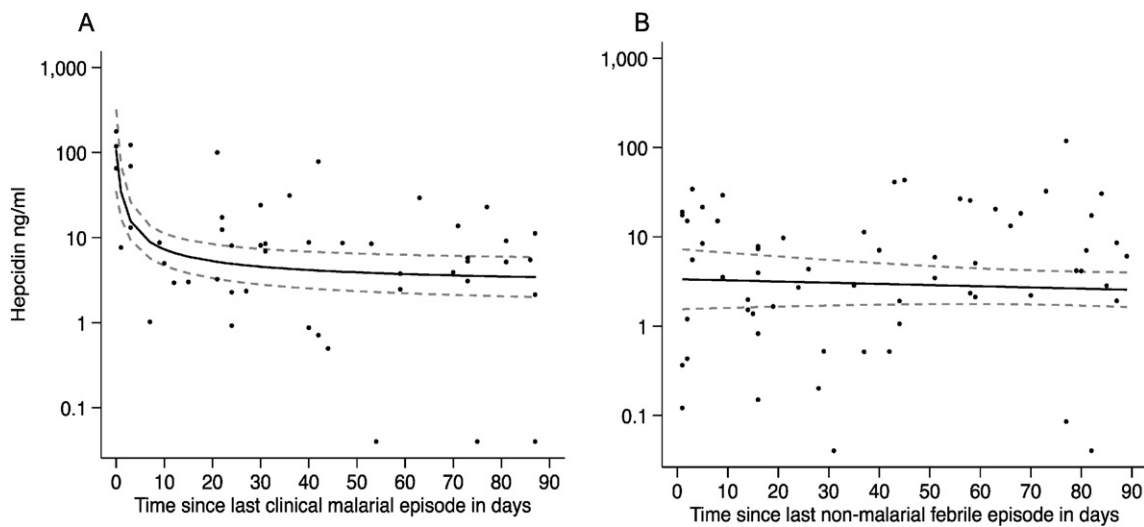 A
B
Hepcidin ng/ml
1,000
100
10
1
0.1
0 10 20 30 40 50 60 70 80 90
Time since last clinical malarial episode in days
1,000
100
10
1
0.1
0 10 20 30 40 50 60 70 80 90
Time since last non-malarial febrile episode in days